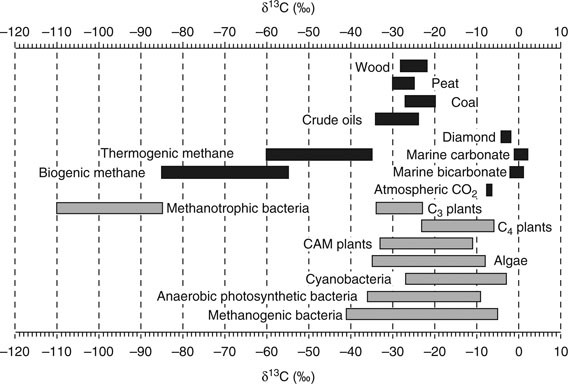 δ¹³C (‰)
−120 −110 −100 −90 −80 −70 −60 −50 −40 −30 −20 −10 0 10
Wood
Peat
Coal
Crude oils
Diamond
Thermogenic methane Marine carbonate
Biogenic methane Marine bicarbonate
Atmospheric CO₂
Methanotrophic bacteria C₃ plants
C₄ plants
CAM plants
Algae
Cyanobacteria
Anaerobic photosynthetic bacteria
Methanogenic bacteria
−120 −110 −100 −90 −80 −70 −60 −50 −40 −30 −20 −10 0 10
δ¹³C (‰)